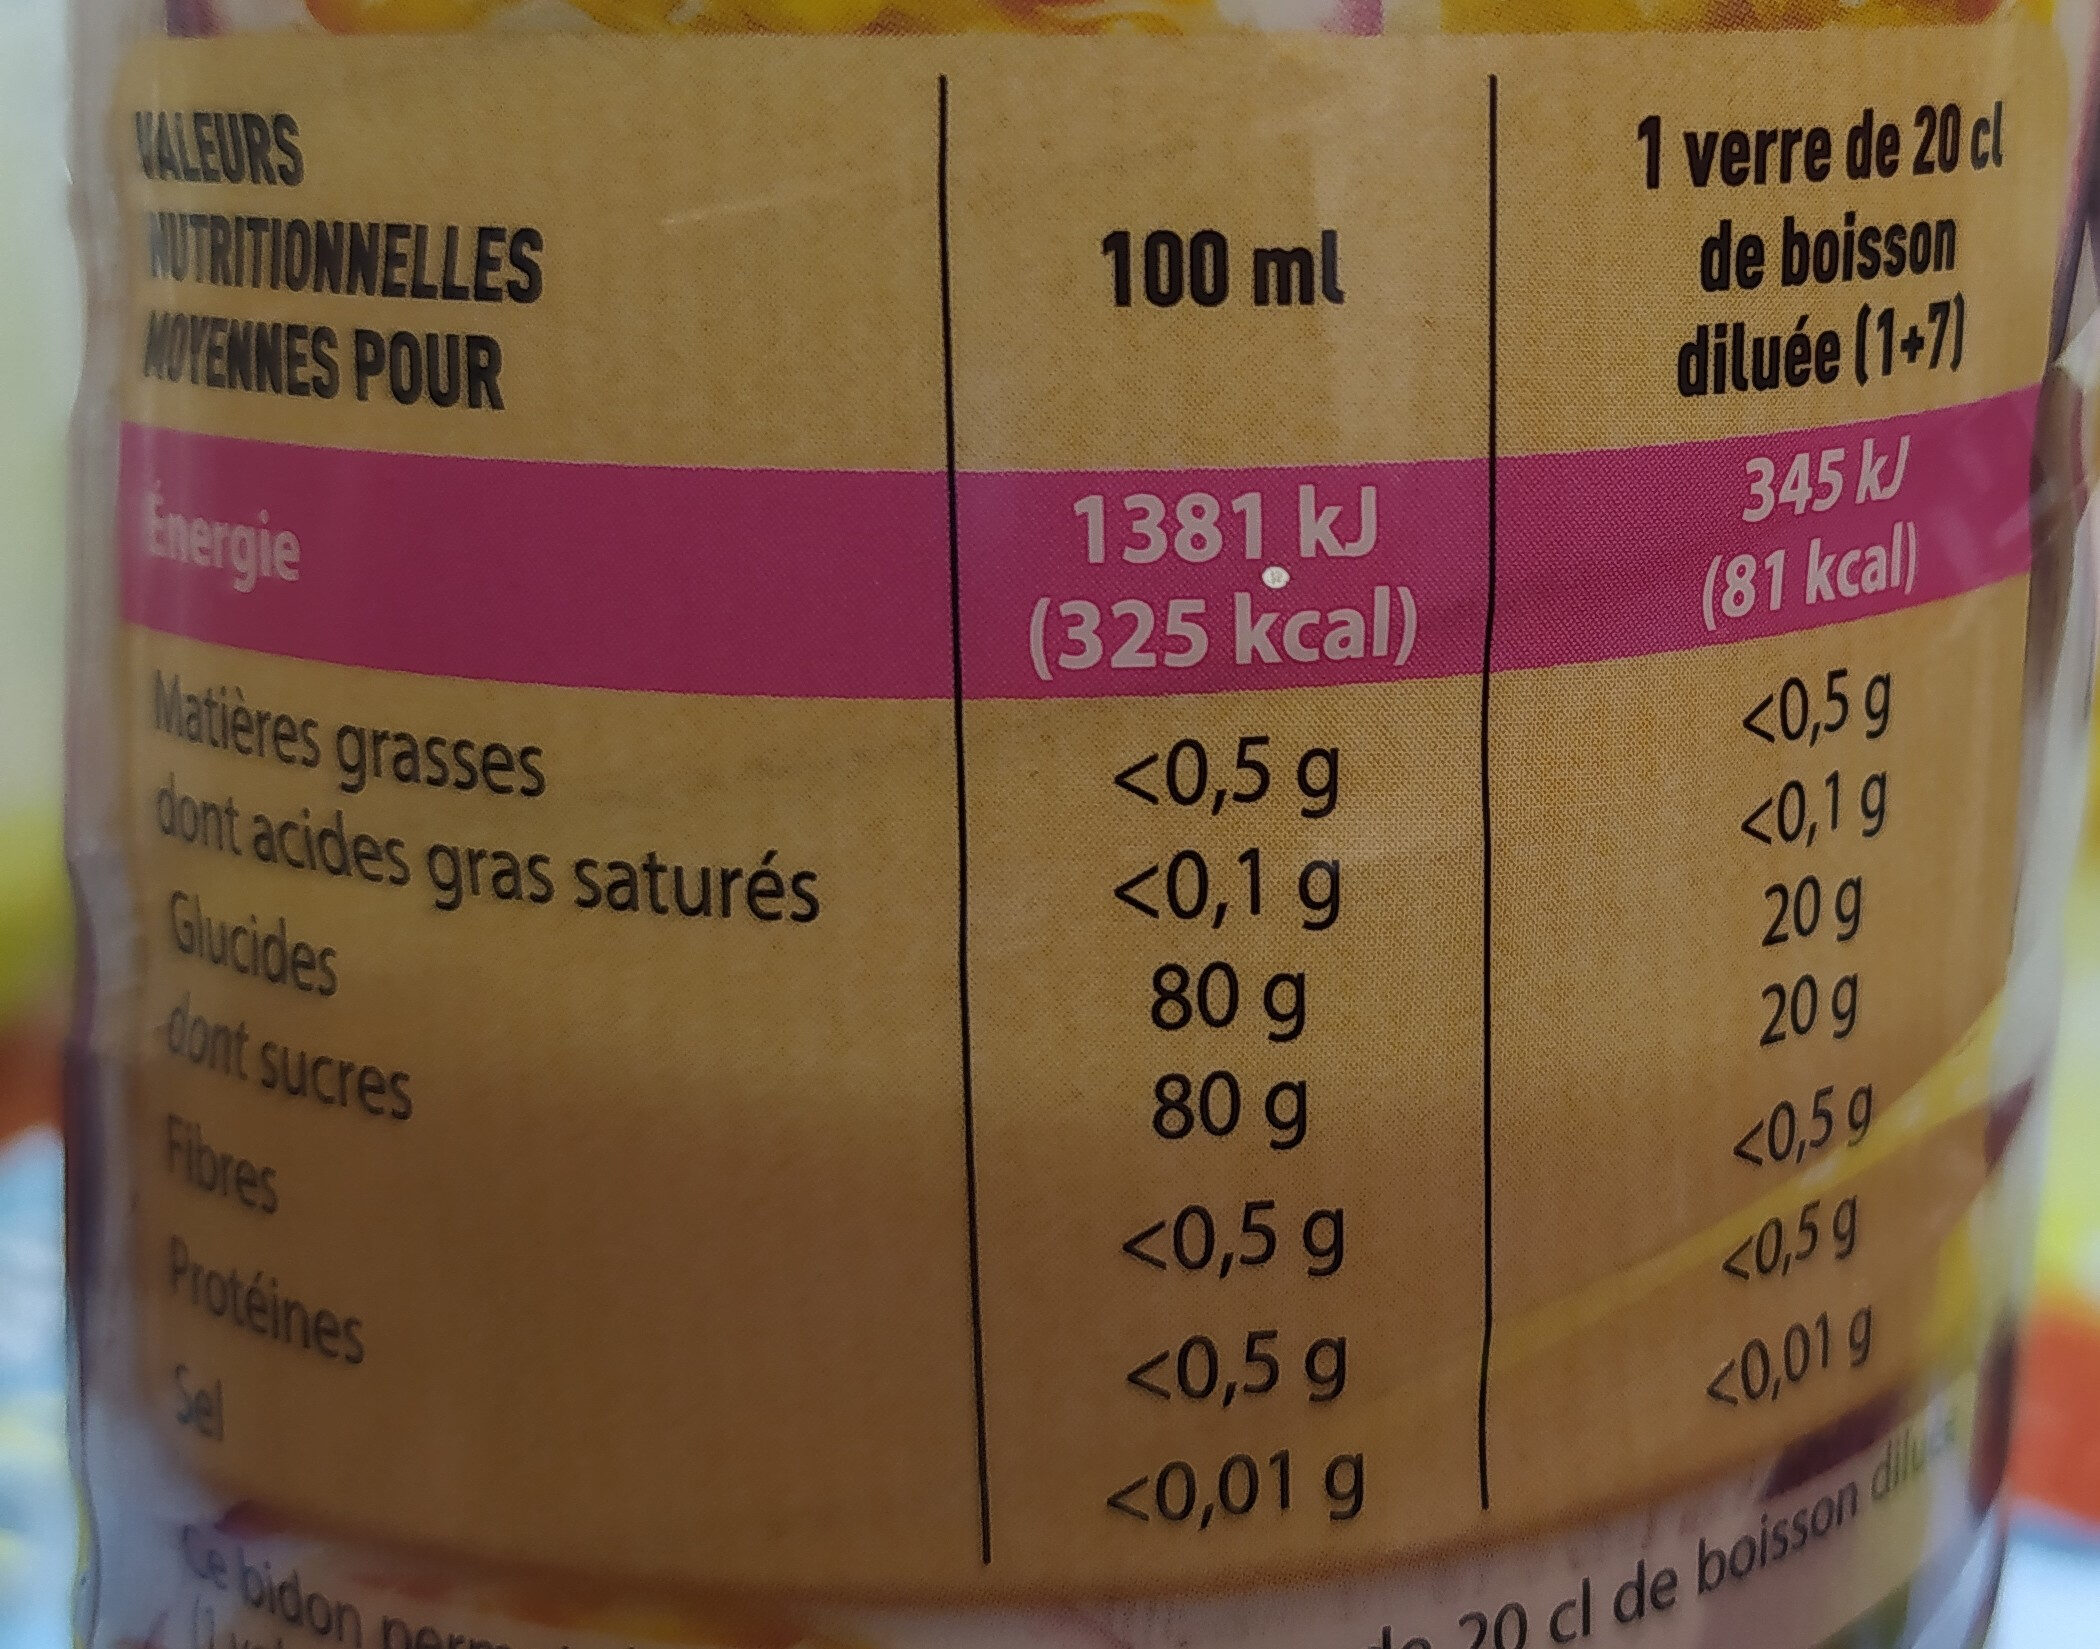 VALEURS
NUTRITIONNELLES
MOYENNES POUR
100 ml
1 verre de 20 cl
de boisson
diluée (1+7)
Énergie
1381 kJ
(325 kcal)
345 kJ
(81 kcal)
Matières grasses <0,5 g <0,5 g
dont acides gras saturés <0,1 g <0,1 g
Glucides 80 g 20 g
dont sucres 80 g 20 g
Fibres <0,5 g <0,5 g
Protéines <0,5 g <0,5 g
Sel <0,01 g <0,01 g
Ce bidon
20 cl de boisson